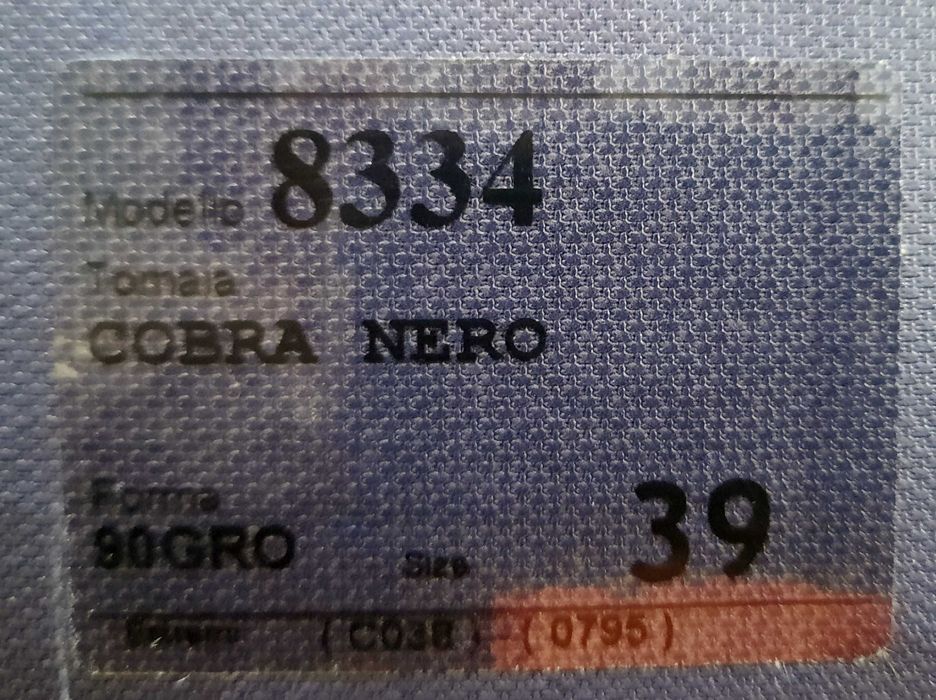 Modello 8334
Tomaia
COBRA NERO
Forma
90GRO Size 39
(C038) - (0795)